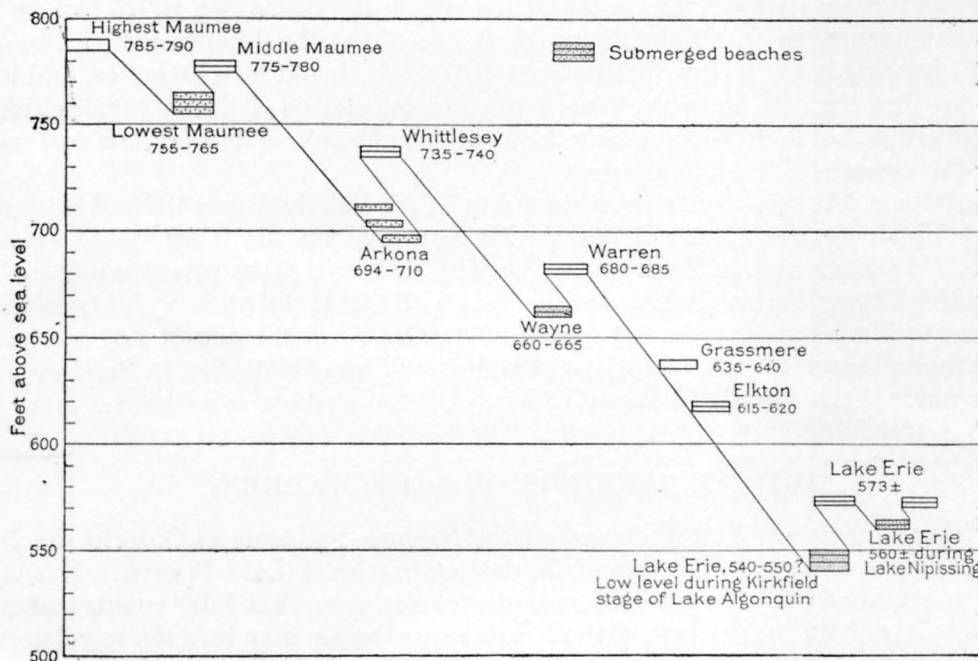 Feet above sea level
800
750
700
650
600
550
500
Highest Maumee
785-790
Middle Maumee
775-780
Submerged beaches
Lowest Maumee
755-765
Whittlesey
735-740
Arkona
694-710
Warren
680-685
Wayne
660-665
Grassmere
635-640
Elkton
615-620
Lake Erie
573±
Lake Erie
560± during
Lake Nipissing
Lake Erie, 540-550?
Low level during Kirkfield
stage of Lake Algonquin